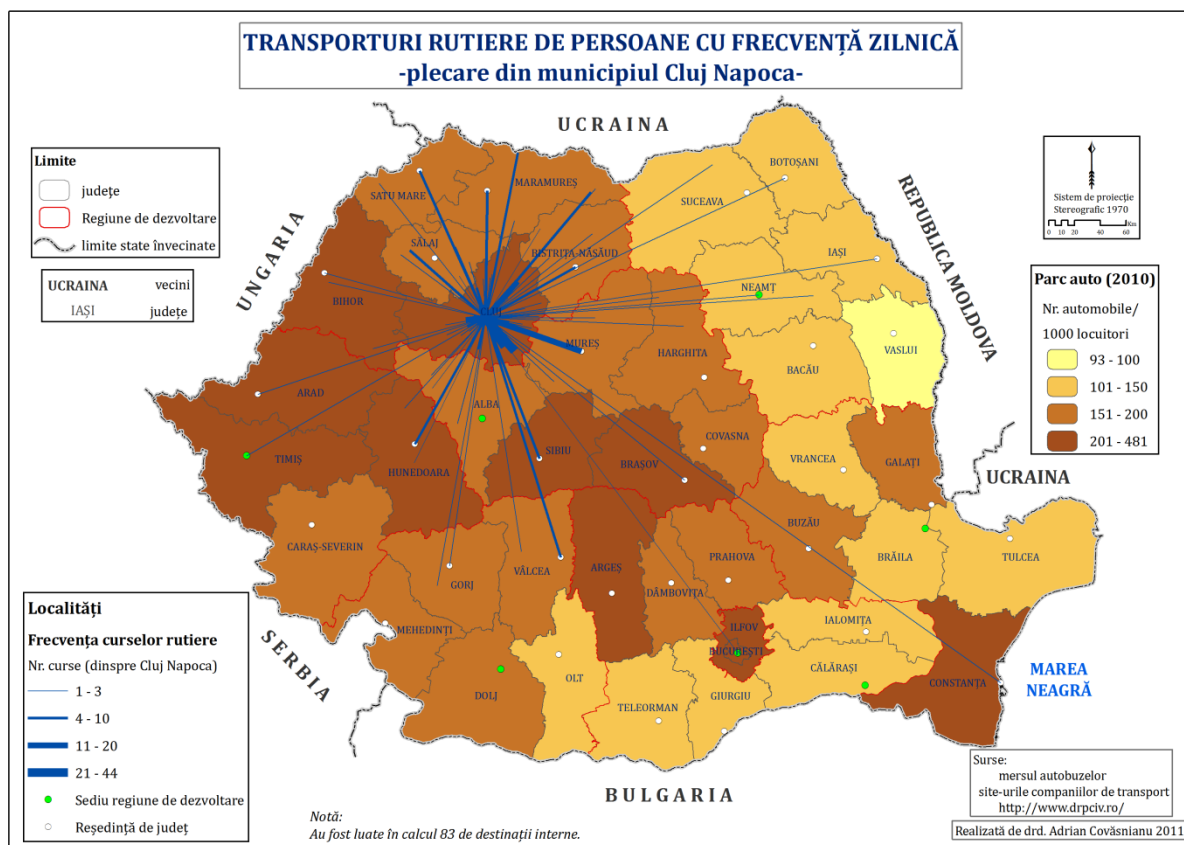 TRANSPORTURI RUTIERE DE PERSOANE CU FRECVENȚĂ ZILNICĂ
-plecare din municipiul Cluj Napoca-
Limite
județe
Regiune de dezvoltare
limite state învecinate
UCRAINA vecini
IAȘI județe
Sistem de proiecție
Stereografic 1970
0 10 20 40 60 Km
Parc auto (2010)
Nr. automobile/
1000 locuitori
93 - 100
101 - 150
151 - 200
201 - 481
UCRAINA
UNGARIA
REPUBLICA MOLDOVA
UCRAINA
SERBIA
BULGARIA
MAREA
NEAGRĂ
BOTOȘANI
MARAMUREȘ
SATU MARE
SUCEAVA
SĂLAJ
BISTRIȚA-NĂSĂUD
IAȘI
NEAMȚ
BIHOR
CLUJ
MUREȘ
HARGHITA
VASLUI
BACĂU
ARAD
ALBA
COVASNA
SIBIU
BRAȘOV
VRANCEA
GALAȚI
TIMIȘ
HUNEDOARA
BUZĂU
CARAȘ-SEVERIN
PRAHOVA
BRĂILA
TULCEA
ARGEȘ
VÂLCEA
GORJ
DÂMBOVIȚA
IALOMIȚA
ILFOV
MEHEDINȚI
BUCUREȘTI
CĂLĂRAȘI
OLT
CONSTANȚA
DOLJ
GIURGIU
TELEORMAN
Localități
Frecvența curselor rutiere
Nr. curse (dinspre Cluj Napoca)
1 - 3
4 - 10
11 - 20
21 - 44
Sediu regiune de dezvoltare
Reședință de județ
Notă:
Au fost luate în calcul 83 de destinații interne.
Surse:
mersul autobuzelor
site-urile companiilor de transport
http://www.drpciv.ro/
Realizată de drd. Adrian Covăsnianu 2011